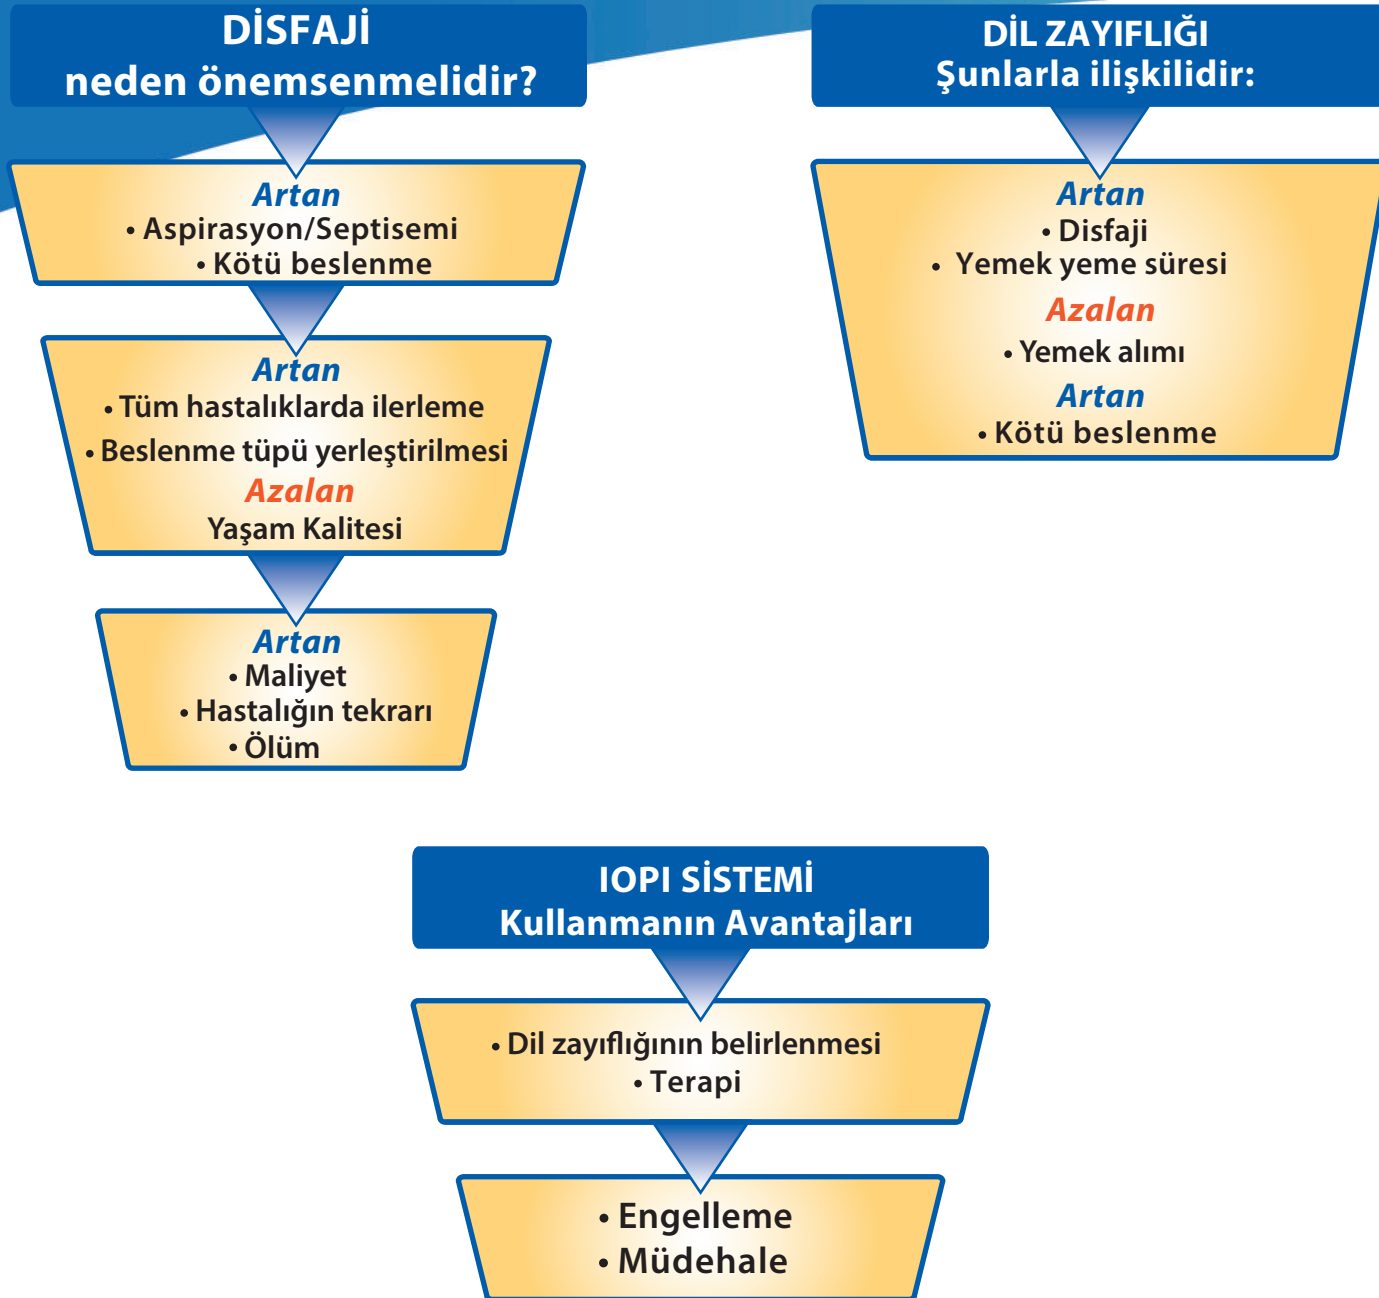 DİSFAJİ
neden önemsenmelidir?
Artan
• Aspirasyon/Septisemi
• Kötü beslenme
Artan
• Tüm hastalıklarda ilerleme
• Beslenme tüpü yerleştirilmesi
Azalan
Yaşam Kalitesi
Artan
• Maliyet
• Hastalığın tekrarı
• Ölüm
DİL ZAYIFLIĞI
Şunlarla ilişkilidir:
Artan
• Disfaji
• Yemek yeme süresi
Azalan
• Yemek alımı
Artan
• Kötü beslenme
IOPI SİSTEMİ
Kullanmanın Avantajları
• Dil zayıflığının belirlenmesi
• Terapi
• Engelleme
• Müdehale